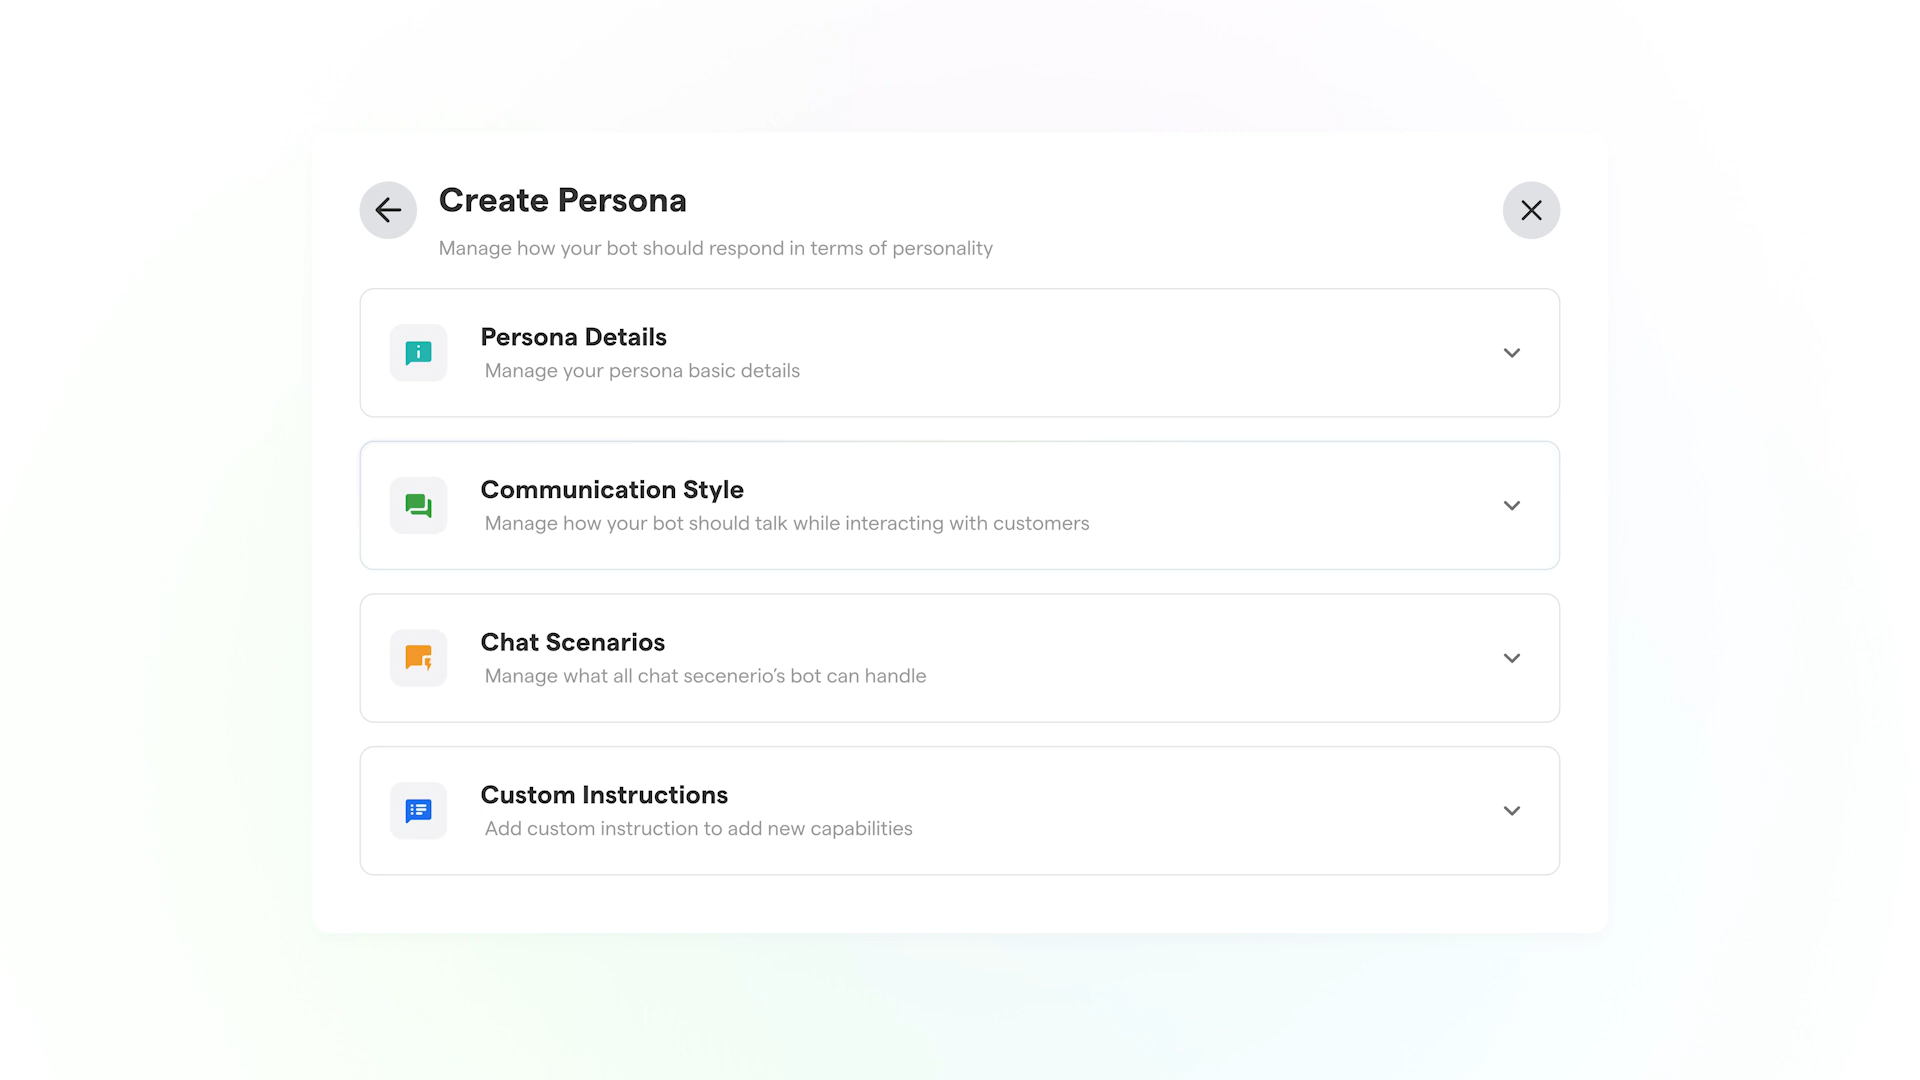 Create Persona
Manage how your bot should respond in terms of personality
Persona Details
Manage your persona basic details
Communication Style
Manage how your bot should talk while interacting with customers
Chat Scenarios
Manage what all chat secenerio’s bot can handle
Custom Instructions
Add custom instruction to add new capabilities